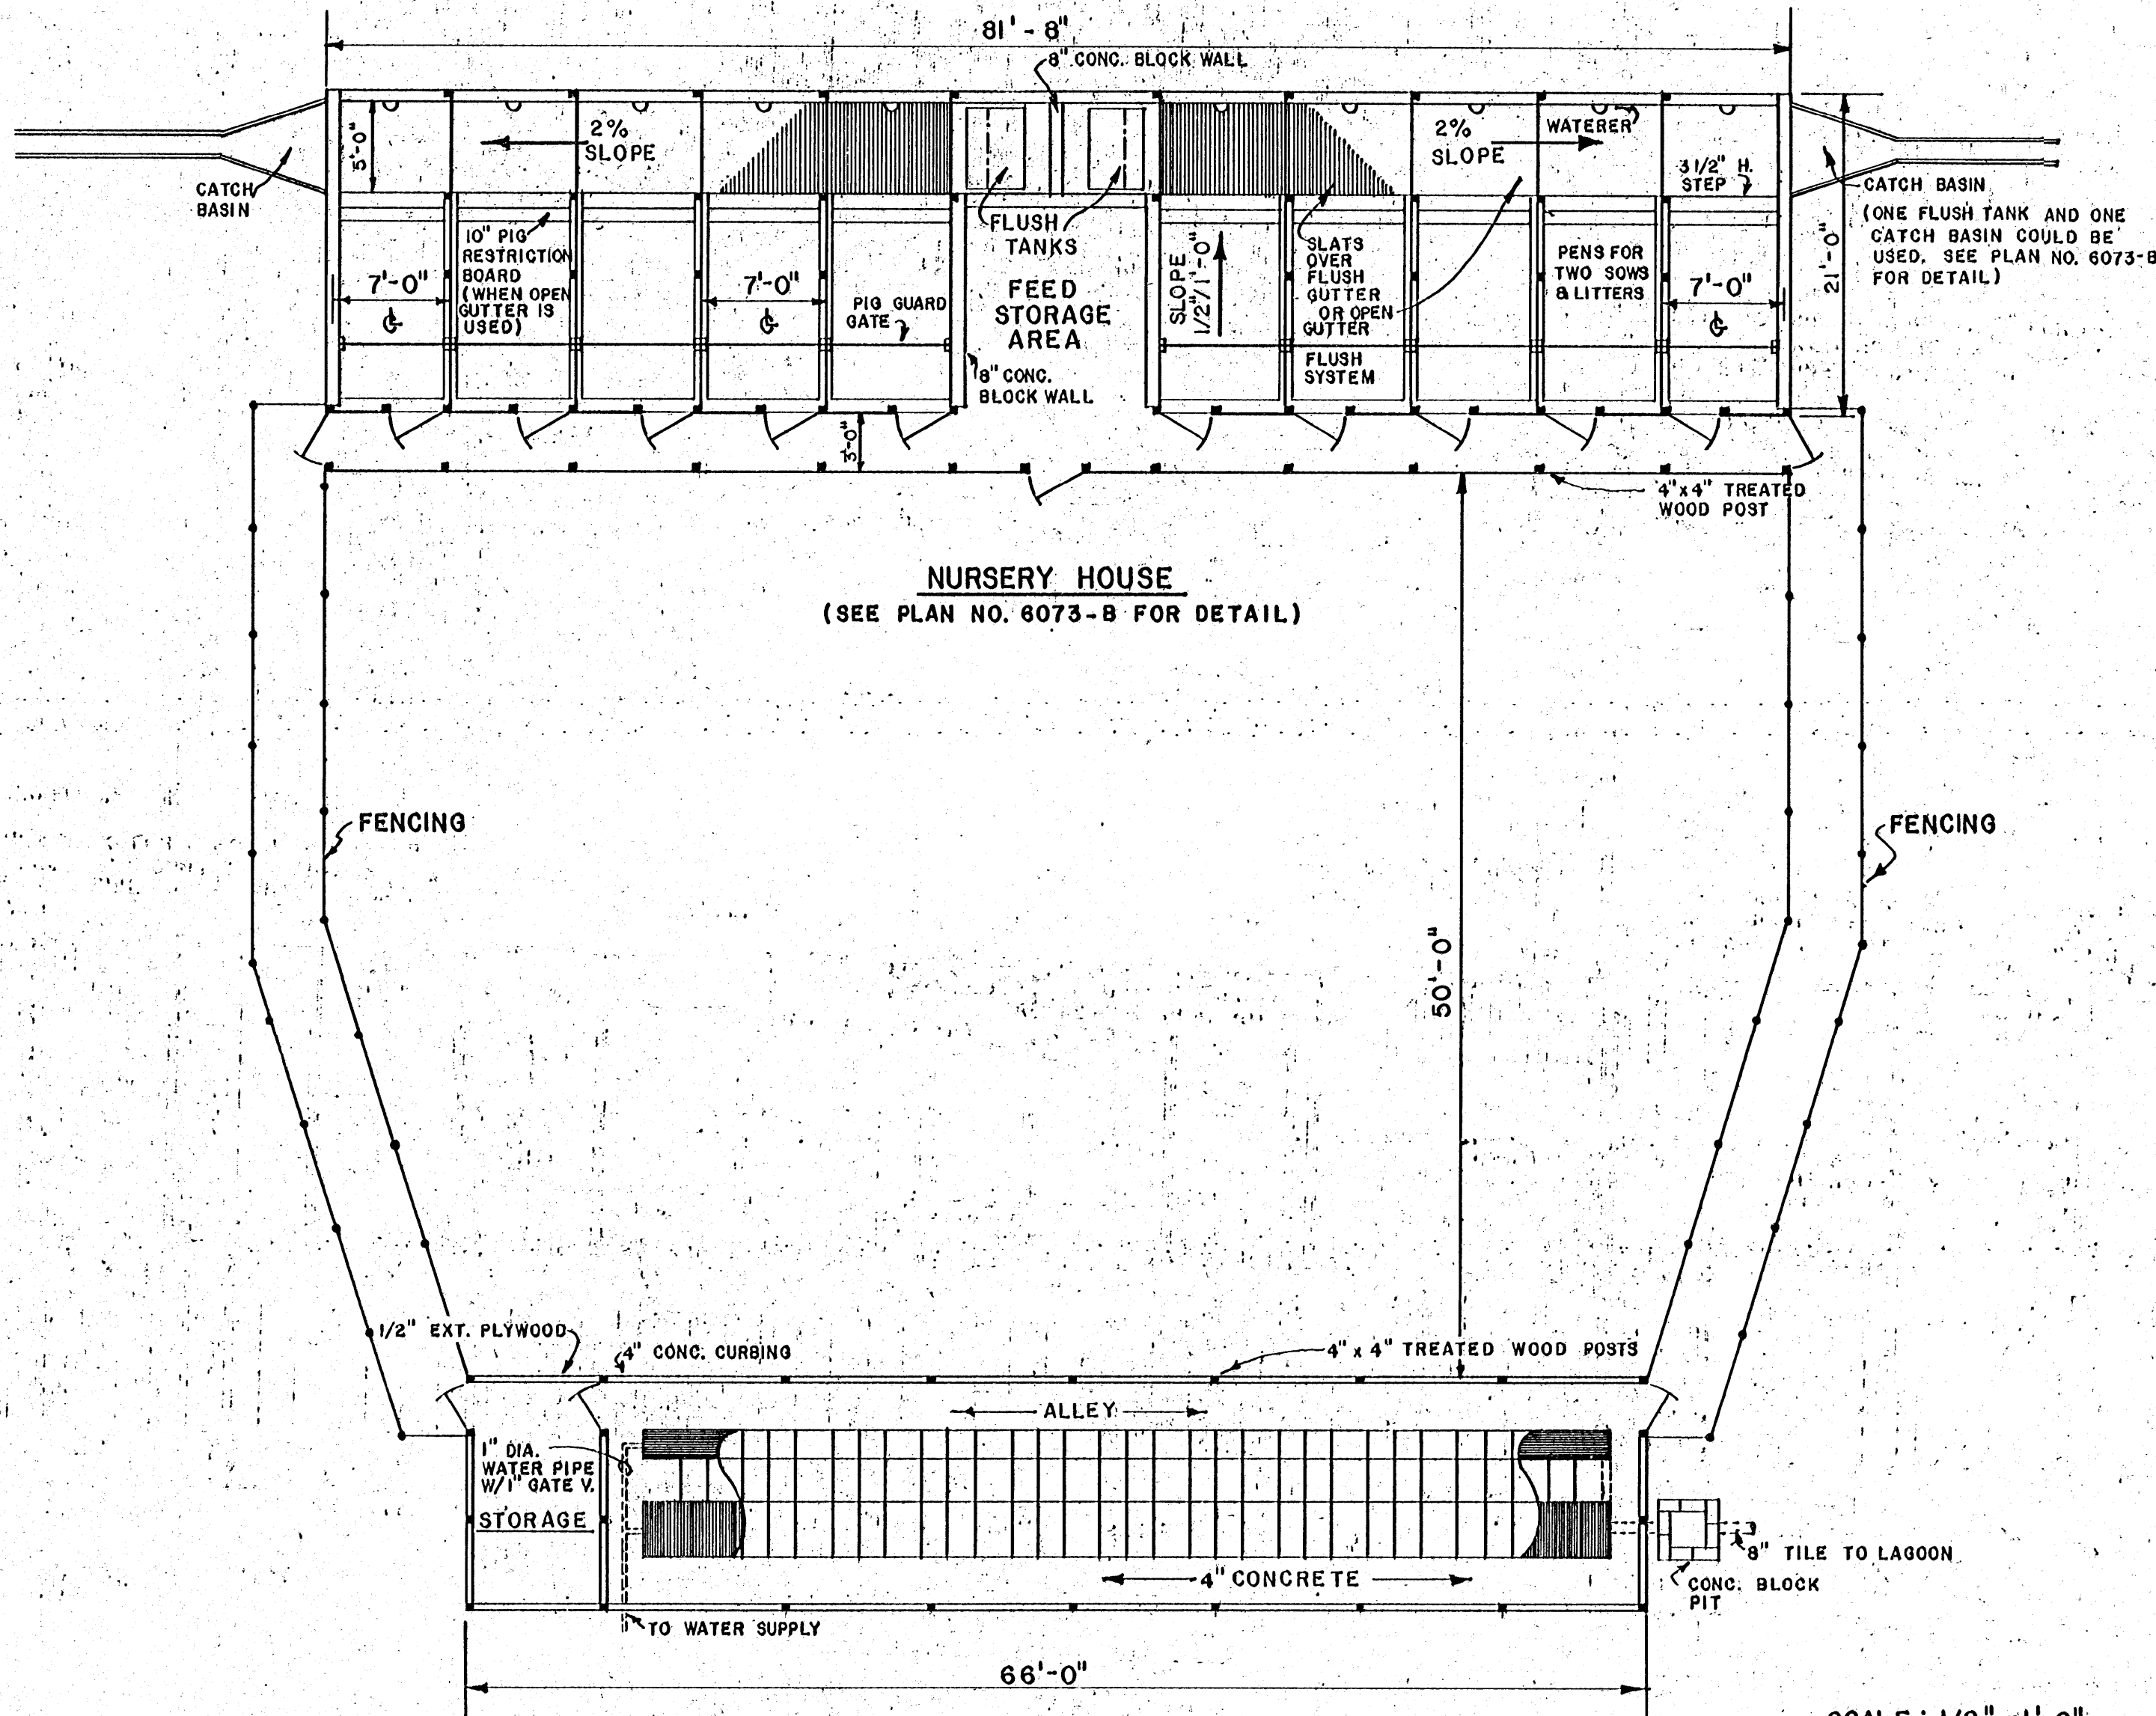 81'-8"
8" CONC. BLOCK WALL
5'-0"
2%
SLOPE
2%
SLOPE
WATERER
3 1/2" H.
STEP
CATCH
BASIN
CATCH BASIN
(ONE FLUSH TANK AND ONE
CATCH BASIN COULD BE
USED. SEE PLAN NO. 6073-B
FOR DETAIL)
21'-0"
10" PIG
RESTRICTION
BOARD
(WHEN OPEN
GUTTER IS
USED)
7'-0"
7'-0"
PIG GUARD
GATE
FLUSH
TANKS
FEED
STORAGE
AREA
8" CONC.
BLOCK WALL
SLOPE
1/2"/1'-0"
SLATS
OVER
FLUSH
GUTTER
OR OPEN
GUTTER
FLUSH
SYSTEM
PENS FOR
TWO SOWS
& LITTERS
7'-0"
3'-0"
4"x4" TREATED
WOOD POST
NURSERY HOUSE
(SEE PLAN NO. 6073-B FOR DETAIL)
FENCING
FENCING
50'-0"
1/2" EXT. PLYWOOD
4" CONC. CURBING
4" x 4" TREATED WOOD POSTS
ALLEY
1" DIA.
WATER PIPE
W/1" GATE V.
STORAGE
4" CONCRETE
8" TILE TO LAGOON
CONC. BLOCK
PIT
TO WATER SUPPLY
66'-0"